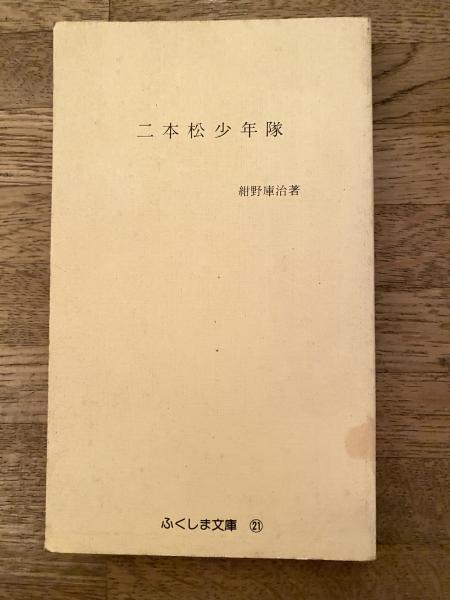 二本松少年隊
紺野庫治著
ふくしま文庫 ㉑